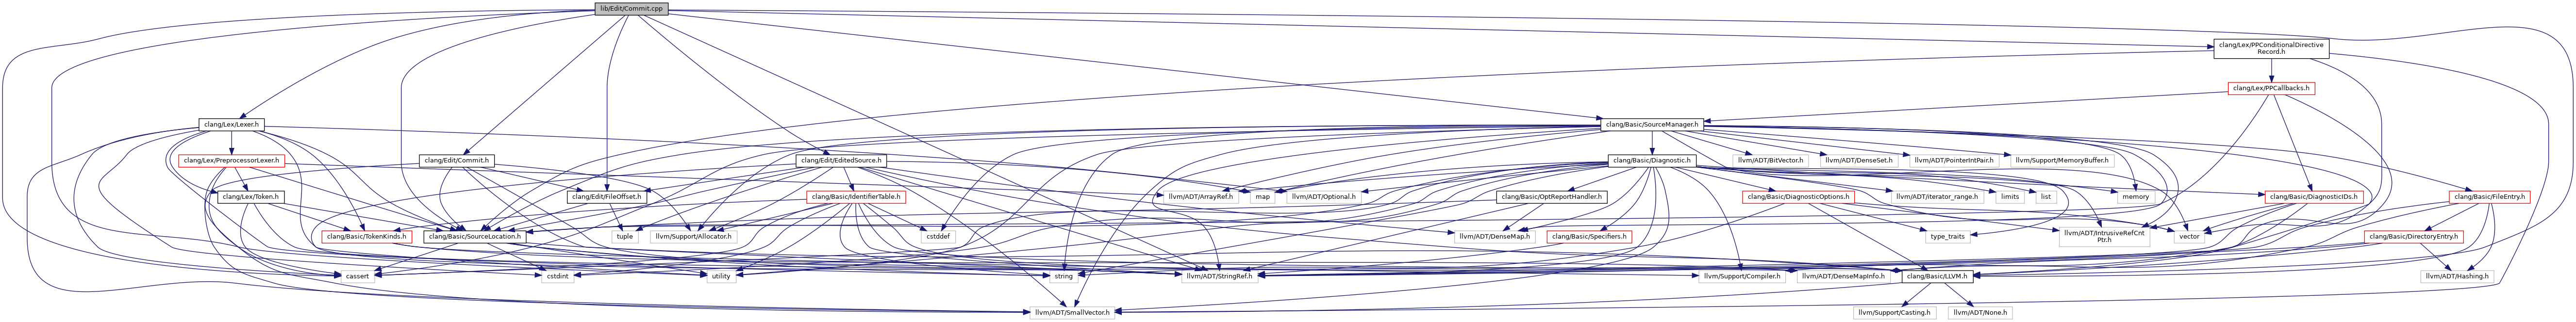 lib/Edit/Commit.cpp
clang/Lex/PPConditionalDirective
Record.h
clang/Lex/PPCallbacks.h
clang/Lex/Lexer.h
clang/Basic/SourceManager.h
clang/Lex/PreprocessorLexer.h
clang/Edit/Commit.h
clang/Edit/EditedSource.h
clang/Basic/Diagnostic.h
llvm/ADT/BitVector.h
llvm/ADT/DenseSet.h
llvm/ADT/PointerIntPair.h
llvm/Support/MemoryBuffer.h
clang/Lex/Token.h
llvm/ADT/ArrayRef.h
map
clang/Edit/FileOffset.h
llvm/ADT/Optional.h
clang/Basic/IdentifierTable.h
clang/Basic/OptReportHandler.h
clang/Basic/DiagnosticOptions.h
llvm/ADT/iterator_range.h
limits
list
memory
clang/Basic/DiagnosticIDs.h
clang/Basic/FileEntry.h
clang/Basic/TokenKinds.h
clang/Basic/SourceLocation.h
tuple
llvm/Support/Allocator.h
cstddef
llvm/ADT/DenseMap.h
clang/Basic/Specifiers.h
type_traits
llvm/ADT/IntrusiveRefCnt
Ptr.h
vector
clang/Basic/DirectoryEntry.h
cassert
cstdint
utility
string
llvm/ADT/StringRef.h
llvm/Support/Compiler.h
llvm/ADT/DenseMapInfo.h
clang/Basic/LLVM.h
llvm/ADT/Hashing.h
llvm/ADT/SmallVector.h
llvm/Support/Casting.h
llvm/ADT/None.h